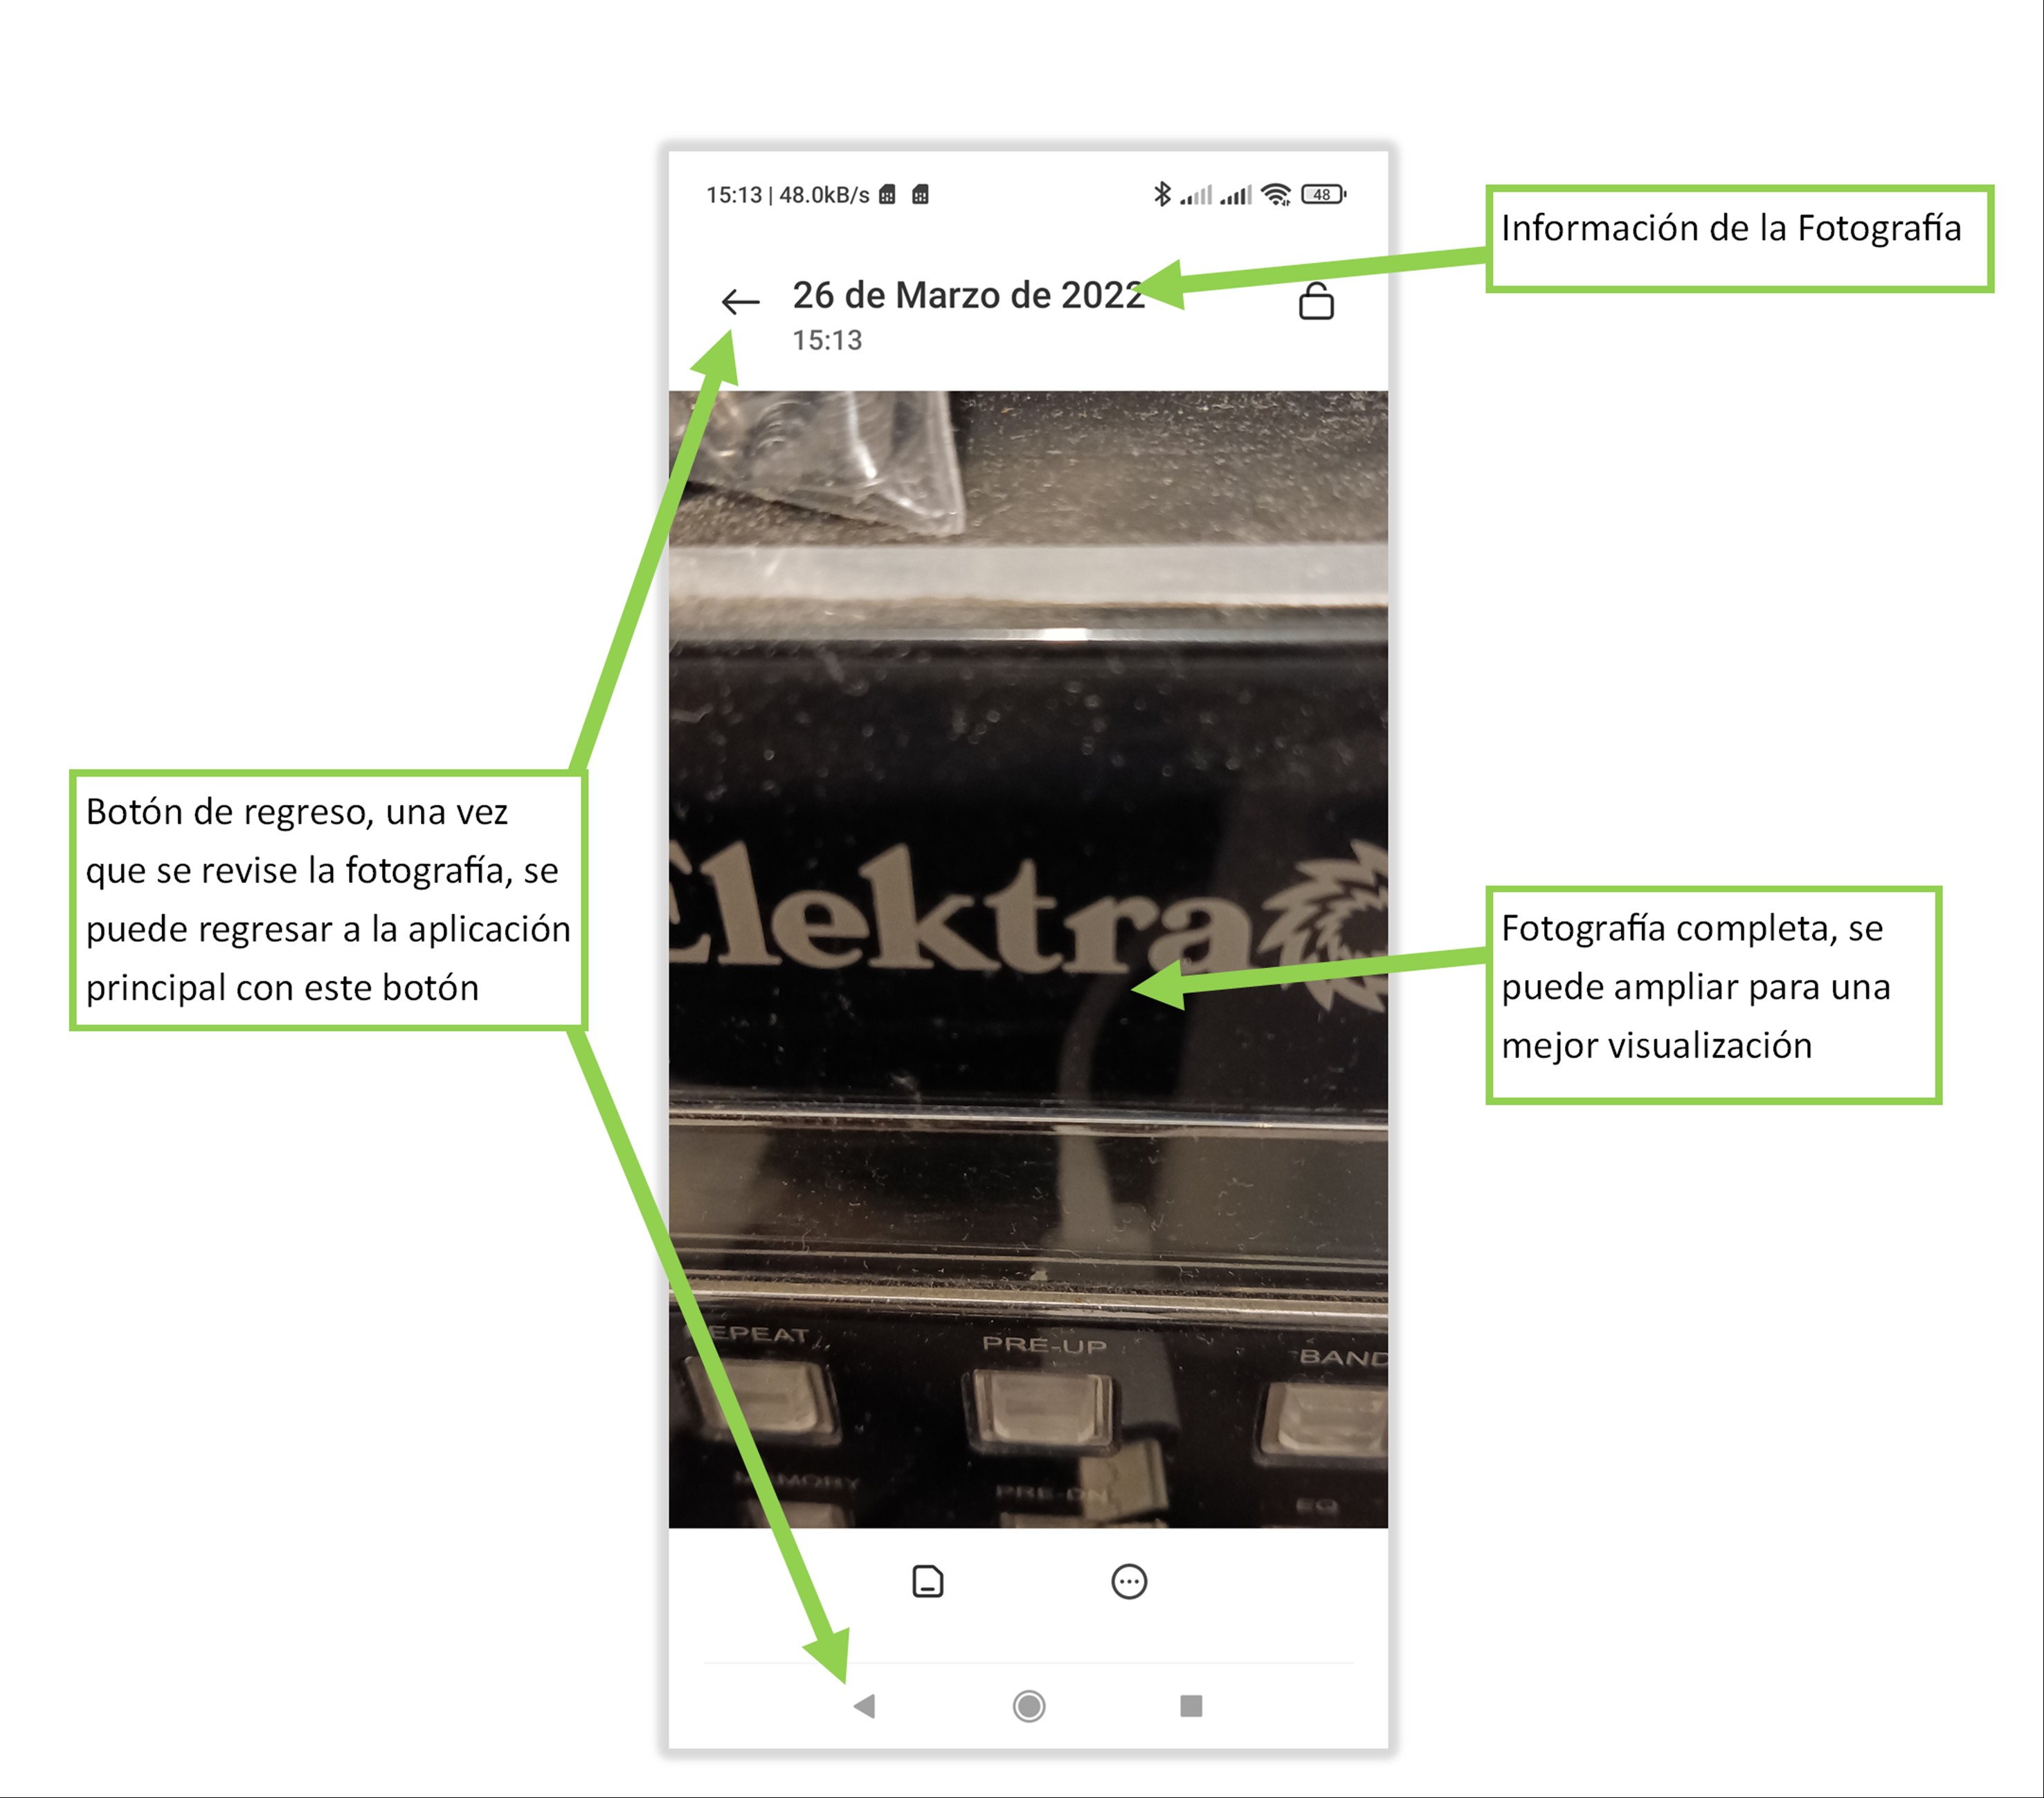 15:13 | 48.0kB/s
48
Información de la Fotografía
26 de Marzo de 2022
15:13
Botón de regreso, una vez
que se revise la fotografía, se
puede regresar a la aplicación
principal con este botón
Elektra
Fotografía completa, se
puede ampliar para una
mejor visualización
EPEAT
PRE-UP
BAND
MORY
PRE-DN
EQ